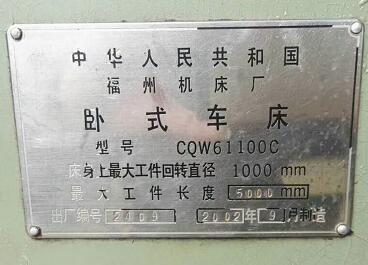 中华人民共和国
福州机床厂
卧式车床
型号 CQW61100C
床身上最大工件回转直径 1000 mm
最大工件长度 5000 mm
出厂编号 2409 2002年9月制造